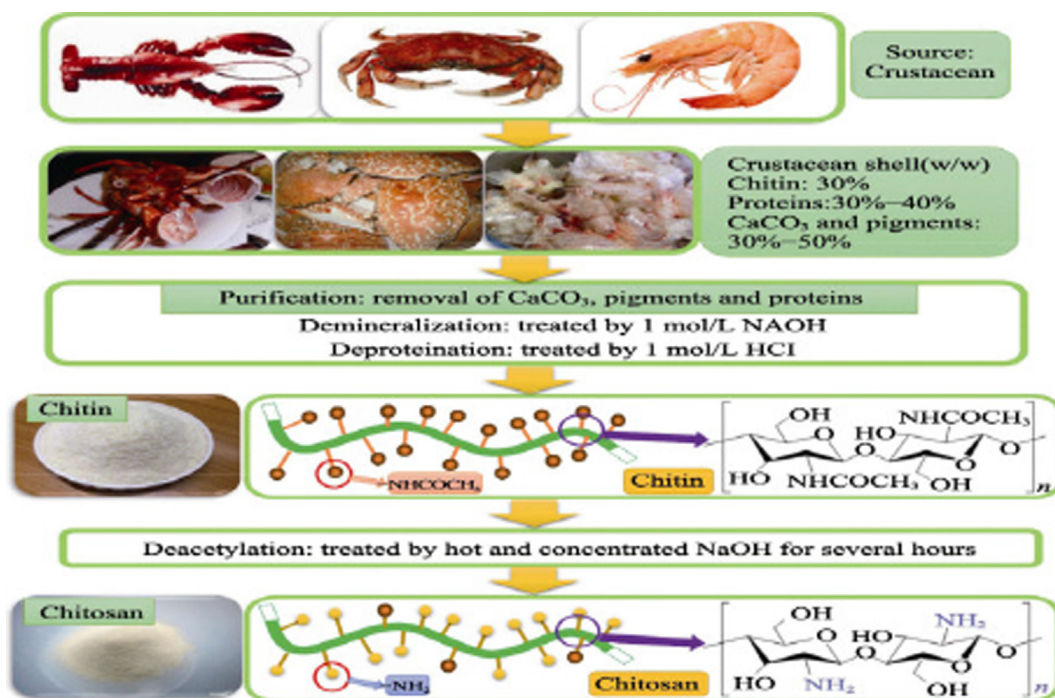 Source:
Crustacean
Crustacean shell(w/w)
Chitin: 30%
Proteins:30%−40%
CaCO₃ and pigments:
30%−50%
Purification: removal of CaCO₃, pigments and proteins
Demineralization: treated by 1 mol/L NAOH
Deproteination: treated by 1 mol/L HCI
Chitin
NHCOCH₃
Chitin
OH
NHCOCH₃
HO
O
O
O
O
HO
NHCOCH₃
OH
n
Deacetylation: treated by hot and concentrated NaOH for several hours
Chitosan
NH₂
Chitosan
OH
NH₂
HO
O
O
O
O
HO
NH₂
OH
n